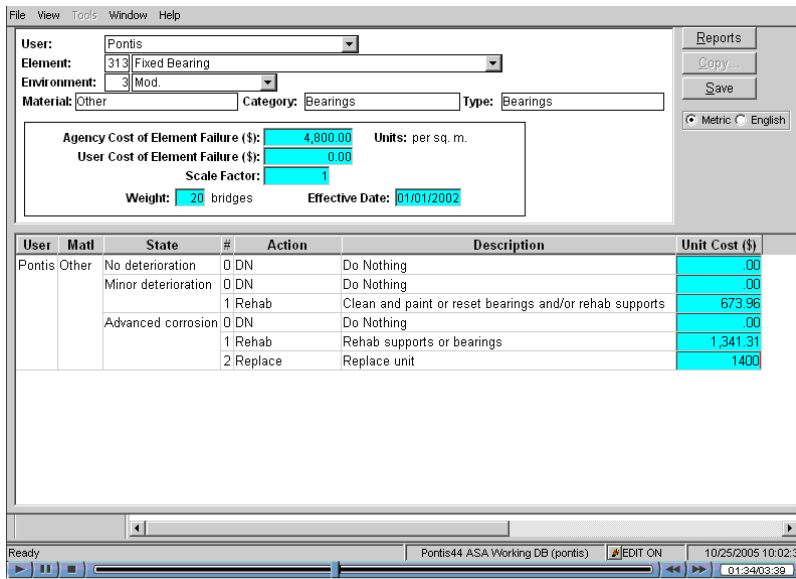 File View Tools Window Help
User: Pontis
Element: 313 Fixed Bearing
Environment: 3 Mod.
Material: Other Category: Bearings Type: Bearings
Reports
Copy...
Save
Metric English
Agency Cost of Element Failure ($): 4,800.00 Units: per sq. m.
User Cost of Element Failure ($): 0.00
Scale Factor: 1
Weight: 20 bridges Effective Date: 01/01/2002
User Matl State # Action Description Unit Cost ($)
Pontis Other No deterioration 0 DN Do Nothing .00
Minor deterioration 0 DN Do Nothing .00
1 Rehab Clean and paint or reset bearings and/or rehab supports 673.96
Advanced corrosion 0 DN Do Nothing .00
1 Rehab Rehab supports or bearings 1,341.31
2 Replace Replace unit 1400
Ready Pontis44 ASA Working DB (pontis) EDIT ON 10/25/2005 10:02:3
01:34/03:39